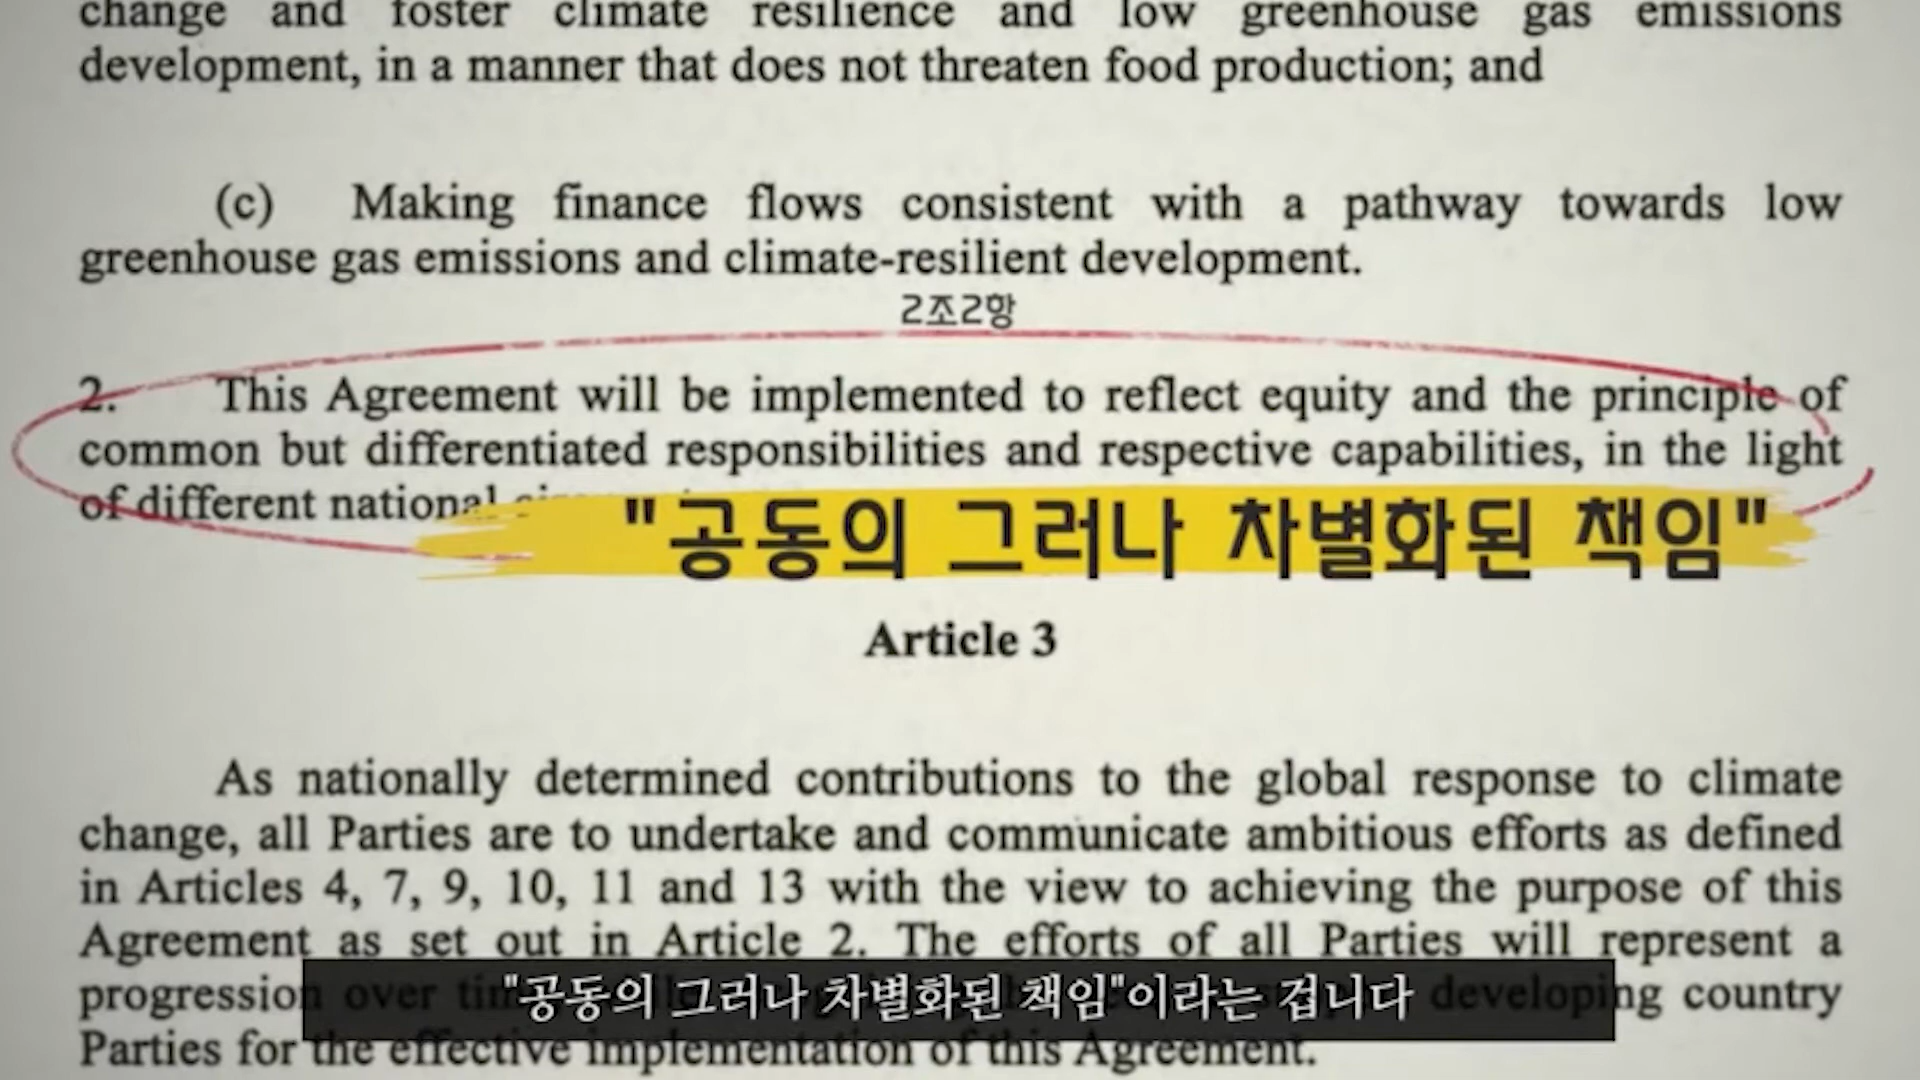 change and foster climate resilience and low greenhouse gas emissions
development, in a manner that does not threaten food production; and
(c) Making finance flows consistent with a pathway towards low
greenhouse gas emissions and climate-resilient development.
2조2항
2. This Agreement will be implemented to reflect equity and the principle of
common but differentiated responsibilities and respective capabilities, in the light
of different national
"공동의 그러나 차별화된 책임"
Article 3
As nationally determined contributions to the global response to climate
change, all Parties are to undertake and communicate ambitious efforts as defined
in Articles 4, 7, 9, 10, 11 and 13 with the view to achieving the purpose of this
Agreement as set out in Article 2. The efforts of all Parties will represent a
progression over developing country
"공동의 그러나 차별화된 책임"이라는 겁니다
Parties for the effective implementation of this Agreement.